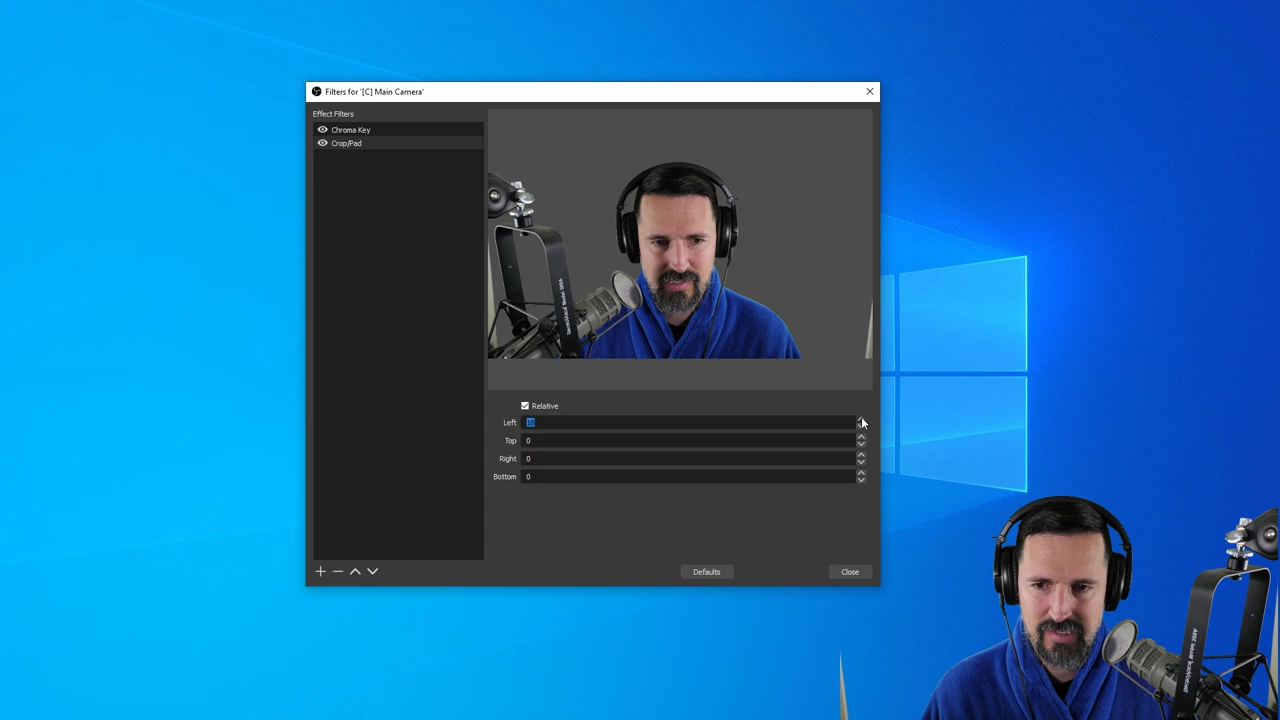 Filters for '[C] Main Camera'
Effect Filters
Chroma Key
Crop/Pad
Relative
Left 18
Top 0
Right 0
Bottom 0
Defaults
Close